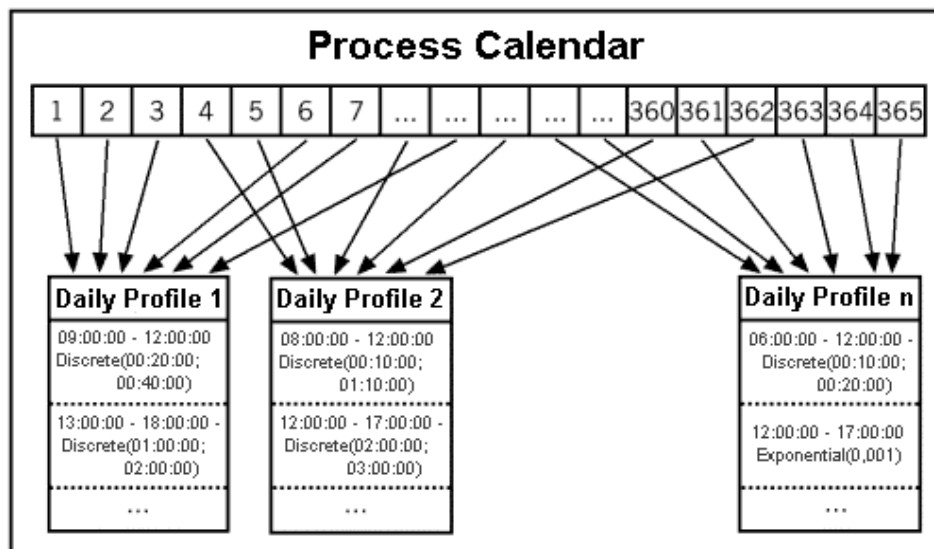 Process Calendar
1 2 3 4 5 6 7 ... ... ... ... ... 360 361 362 363 364 365
Daily Profile 1
09:00:00 - 12:00:00
Discrete(00:20:00;
00:40:00)
13:00:00 - 18:00:00 -
Discrete(01:00:00;
02:00:00)
...
Daily Profile 2
08:00:00 - 12:00:00
Discrete(00:10:00;
01:10:00)
12:00:00 - 17:00:00 -
Discrete(02:00:00;
03:00:00)
...
Daily Profile n
06:00:00 - 12:00:00 -
Discrete(00:10:00;
00:20:00)
12:00:00 - 17:00:00
Exponential(0,001)
...